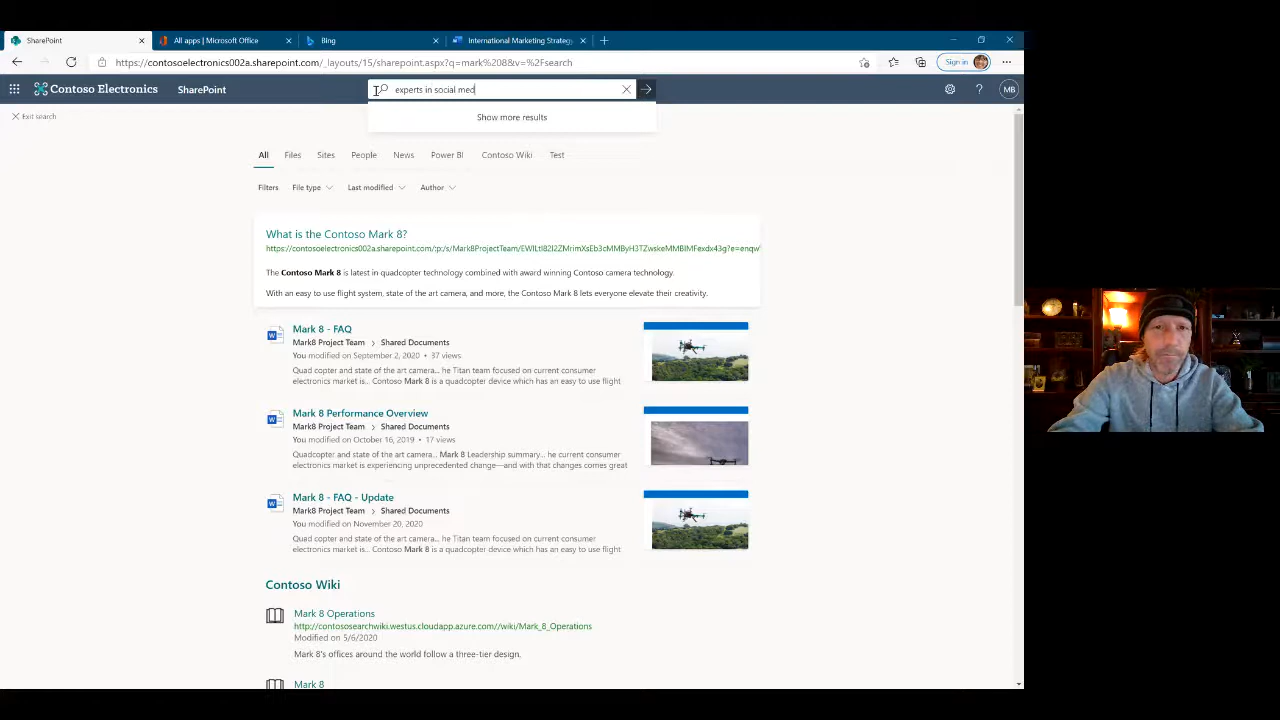 SharePoint
All apps | Microsoft Office
Bing
International Marketing Strategy
https://contosoelectronics002a.sharepoint.com/_layouts/15/sharepoint.aspx?q=mark%208&v=%2Fsearch
Sign in
Contoso Electronics
SharePoint
experts in social med
MB
Exit search
Show more results
All
Files
Sites
People
News
Power BI
Contoso Wiki
Test
Filters
File type
Last modified
Author
What is the Contoso Mark 8?
The Contoso Mark 8 is latest in quadcopter technology combined with award winning Contoso camera technology.
With an easy to use flight system, state of the art camera, and more, the Contoso Mark 8 lets everyone elevate their creativity.
Mark 8 - FAQ
Mark8 Project Team > Shared Documents
You modified on September 2, 2020 • 37 views
Quad copter and state of the art camera... he Titan team focused on current consumer
electronics market is... Contoso Mark 8 is a quadcopter device which has an easy to use flight
Mark 8 Performance Overview
Mark8 Project Team > Shared Documents
You modified on October 16, 2019 • 17 views
Quadcopter and state of the art camera... Mark 8 Leadership summary... he current consumer
electronics market is experiencing unprecedented change—and with that changes comes great
Mark 8 - FAQ - Update
Mark8 Project Team > Shared Documents
You modified on November 20, 2020
Quad copter and state of the art camera... he Titan team focused on current consumer
electronics market is... Contoso Mark 8 is a quadcopter device which has an easy to use flight
Contoso Wiki
Mark 8 Operations
http://contososearchwiki.westus.cloudapp.azure.com//wiki/Mark_8_Operations
Modified on 5/6/2020
Mark 8's offices around the world follow a three-tier design.
Mark 8